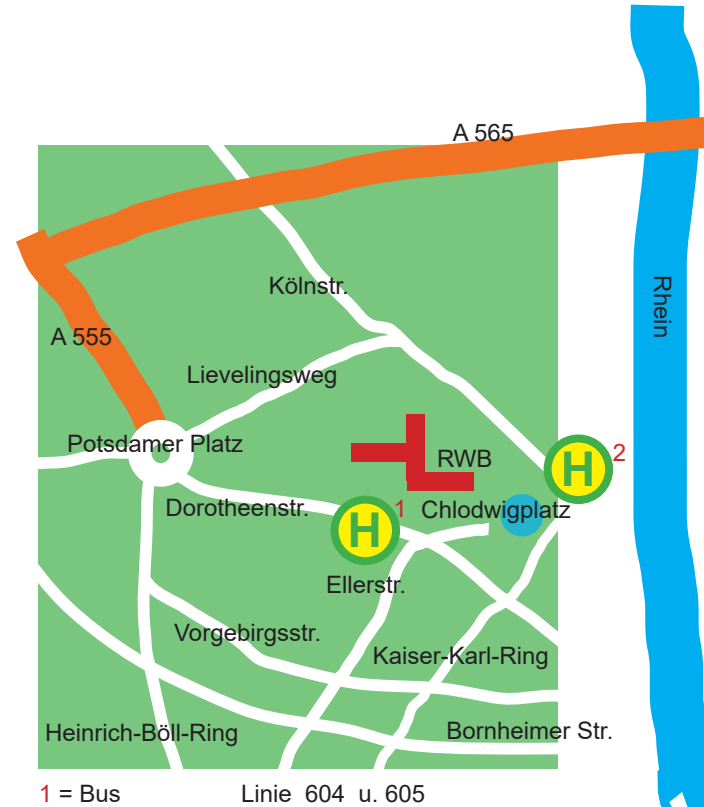 A 565
Kölnstr.
Rhein
A 555
Lievelingsweg
Potsdamer Platz
RWB
H 2
Dorotheenstr.
H 1
Chlodwigplatz
Ellerstr.
Vorgebirgsstr.
Kaiser-Karl-Ring
Heinrich-Böll-Ring
Bornheimer Str.
1 = Bus Linie 604 u. 605